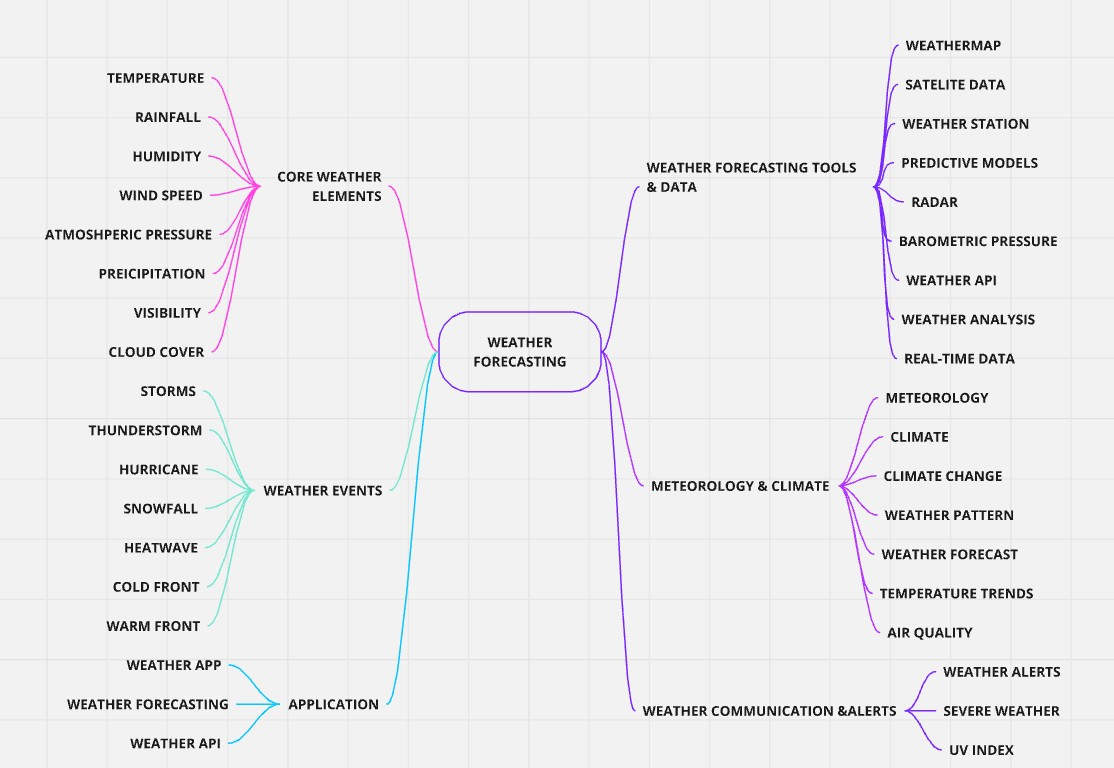 WEATHER
FORECASTING
CORE WEATHER
ELEMENTS
TEMPERATURE
RAINFALL
HUMIDITY
WIND SPEED
ATMOSHPERIC PRESSURE
PREICIPITATION
VISIBILITY
CLOUD COVER
WEATHER EVENTS
STORMS
THUNDERSTORM
HURRICANE
SNOWFALL
HEATWAVE
COLD FRONT
WARM FRONT
APPLICATION
WEATHER APP
WEATHER FORECASTING
WEATHER API
WEATHER FORECASTING TOOLS
& DATA
WEATHERMAP
SATELITE DATA
WEATHER STATION
PREDICTIVE MODELS
RADAR
BAROMETRIC PRESSURE
WEATHER API
WEATHER ANALYSIS
REAL-TIME DATA
METEOROLOGY & CLIMATE
METEOROLOGY
CLIMATE
CLIMATE CHANGE
WEATHER PATTERN
WEATHER FORECAST
TEMPERATURE TRENDS
AIR QUALITY
WEATHER COMMUNICATION &ALERTS
WEATHER ALERTS
SEVERE WEATHER
UV INDEX